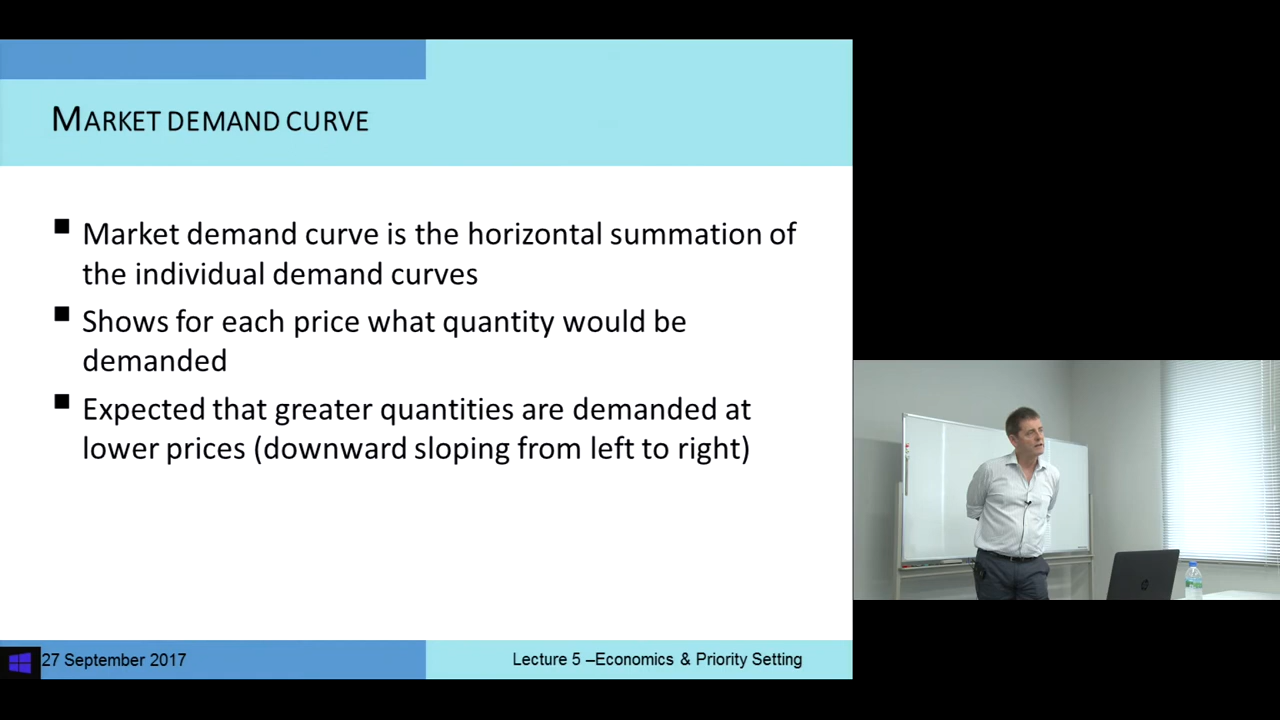 MARKET DEMAND CURVE
Market demand curve is the horizontal summation of
the individual demand curves
Shows for each price what quantity would be
demanded
Expected that greater quantities are demanded at
lower prices (downward sloping from left to right)
27 September 2017
Lecture 5 –Economics & Priority Setting